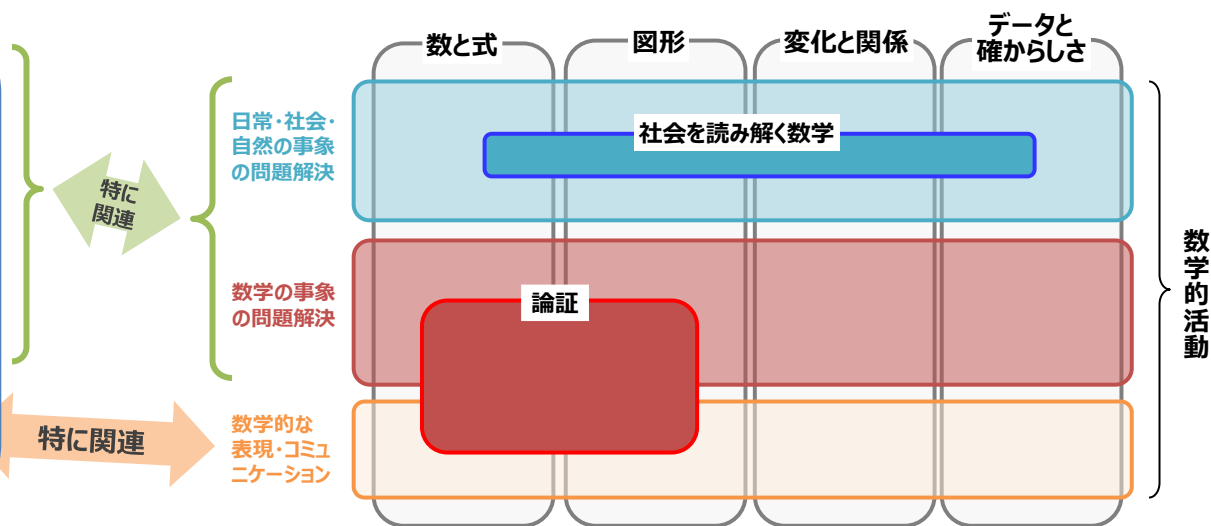 数と式
図形
変化と関係
データと
確からしさ
日常・社会・
自然の事象
の問題解決
社会を読み解く数学
特に
関連
数学の事象
の問題解決
論証
数学的活動
特に関連
数学的な
表現・コミュ
ニケーション